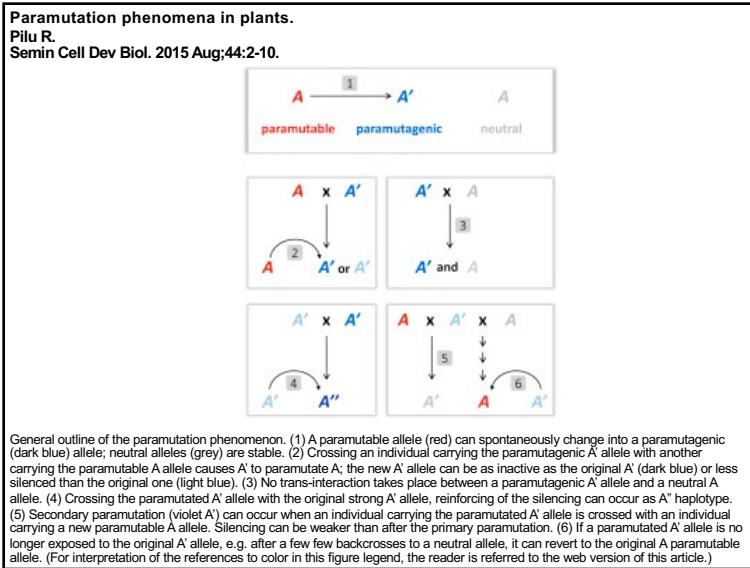 Paramutation phenomena in plants.
Pilu R.
Semin Cell Dev Biol. 2015 Aug;44:2-10.
1
A A' A
paramutable paramutagenic neutral
A x A'
2
A A' or A'
A' x A
3
A' and A
A' x A'
4
A' A''
A x A' x A
5
6
A' A A'
General outline of the paramutation phenomenon. (1) A paramutable allele (red) can spontaneously change into a paramutagenic
(dark blue) allele; neutral alleles (grey) are stable. (2) Crossing an individual carrying the paramutagenic A' allele with another
carrying the paramutable A allele causes A' to paramutate A; the new A' allele can be as inactive as the original A' (dark blue) or less
silenced than the original one (light blue). (3) No trans-interaction takes place between a paramutagenic A' allele and a neutral A
allele. (4) Crossing the paramutated A' allele with the original strong A' allele, reinforcing of the silencing can occur as A" haplotype.
(5) Secondary paramutation (violet A') can occur when an individual carrying the paramutated A' allele is crossed with an individual
carrying a new paramutable A allele. Silencing can be weaker than after the primary paramutation. (6) If a paramutated A' allele is no
longer exposed to the original A' allele, e.g. after a few few backcrosses to a neutral allele, it can revert to the original A paramutable
allele. (For interpretation of the references to color in this figure legend, the reader is referred to the web version of this article.)